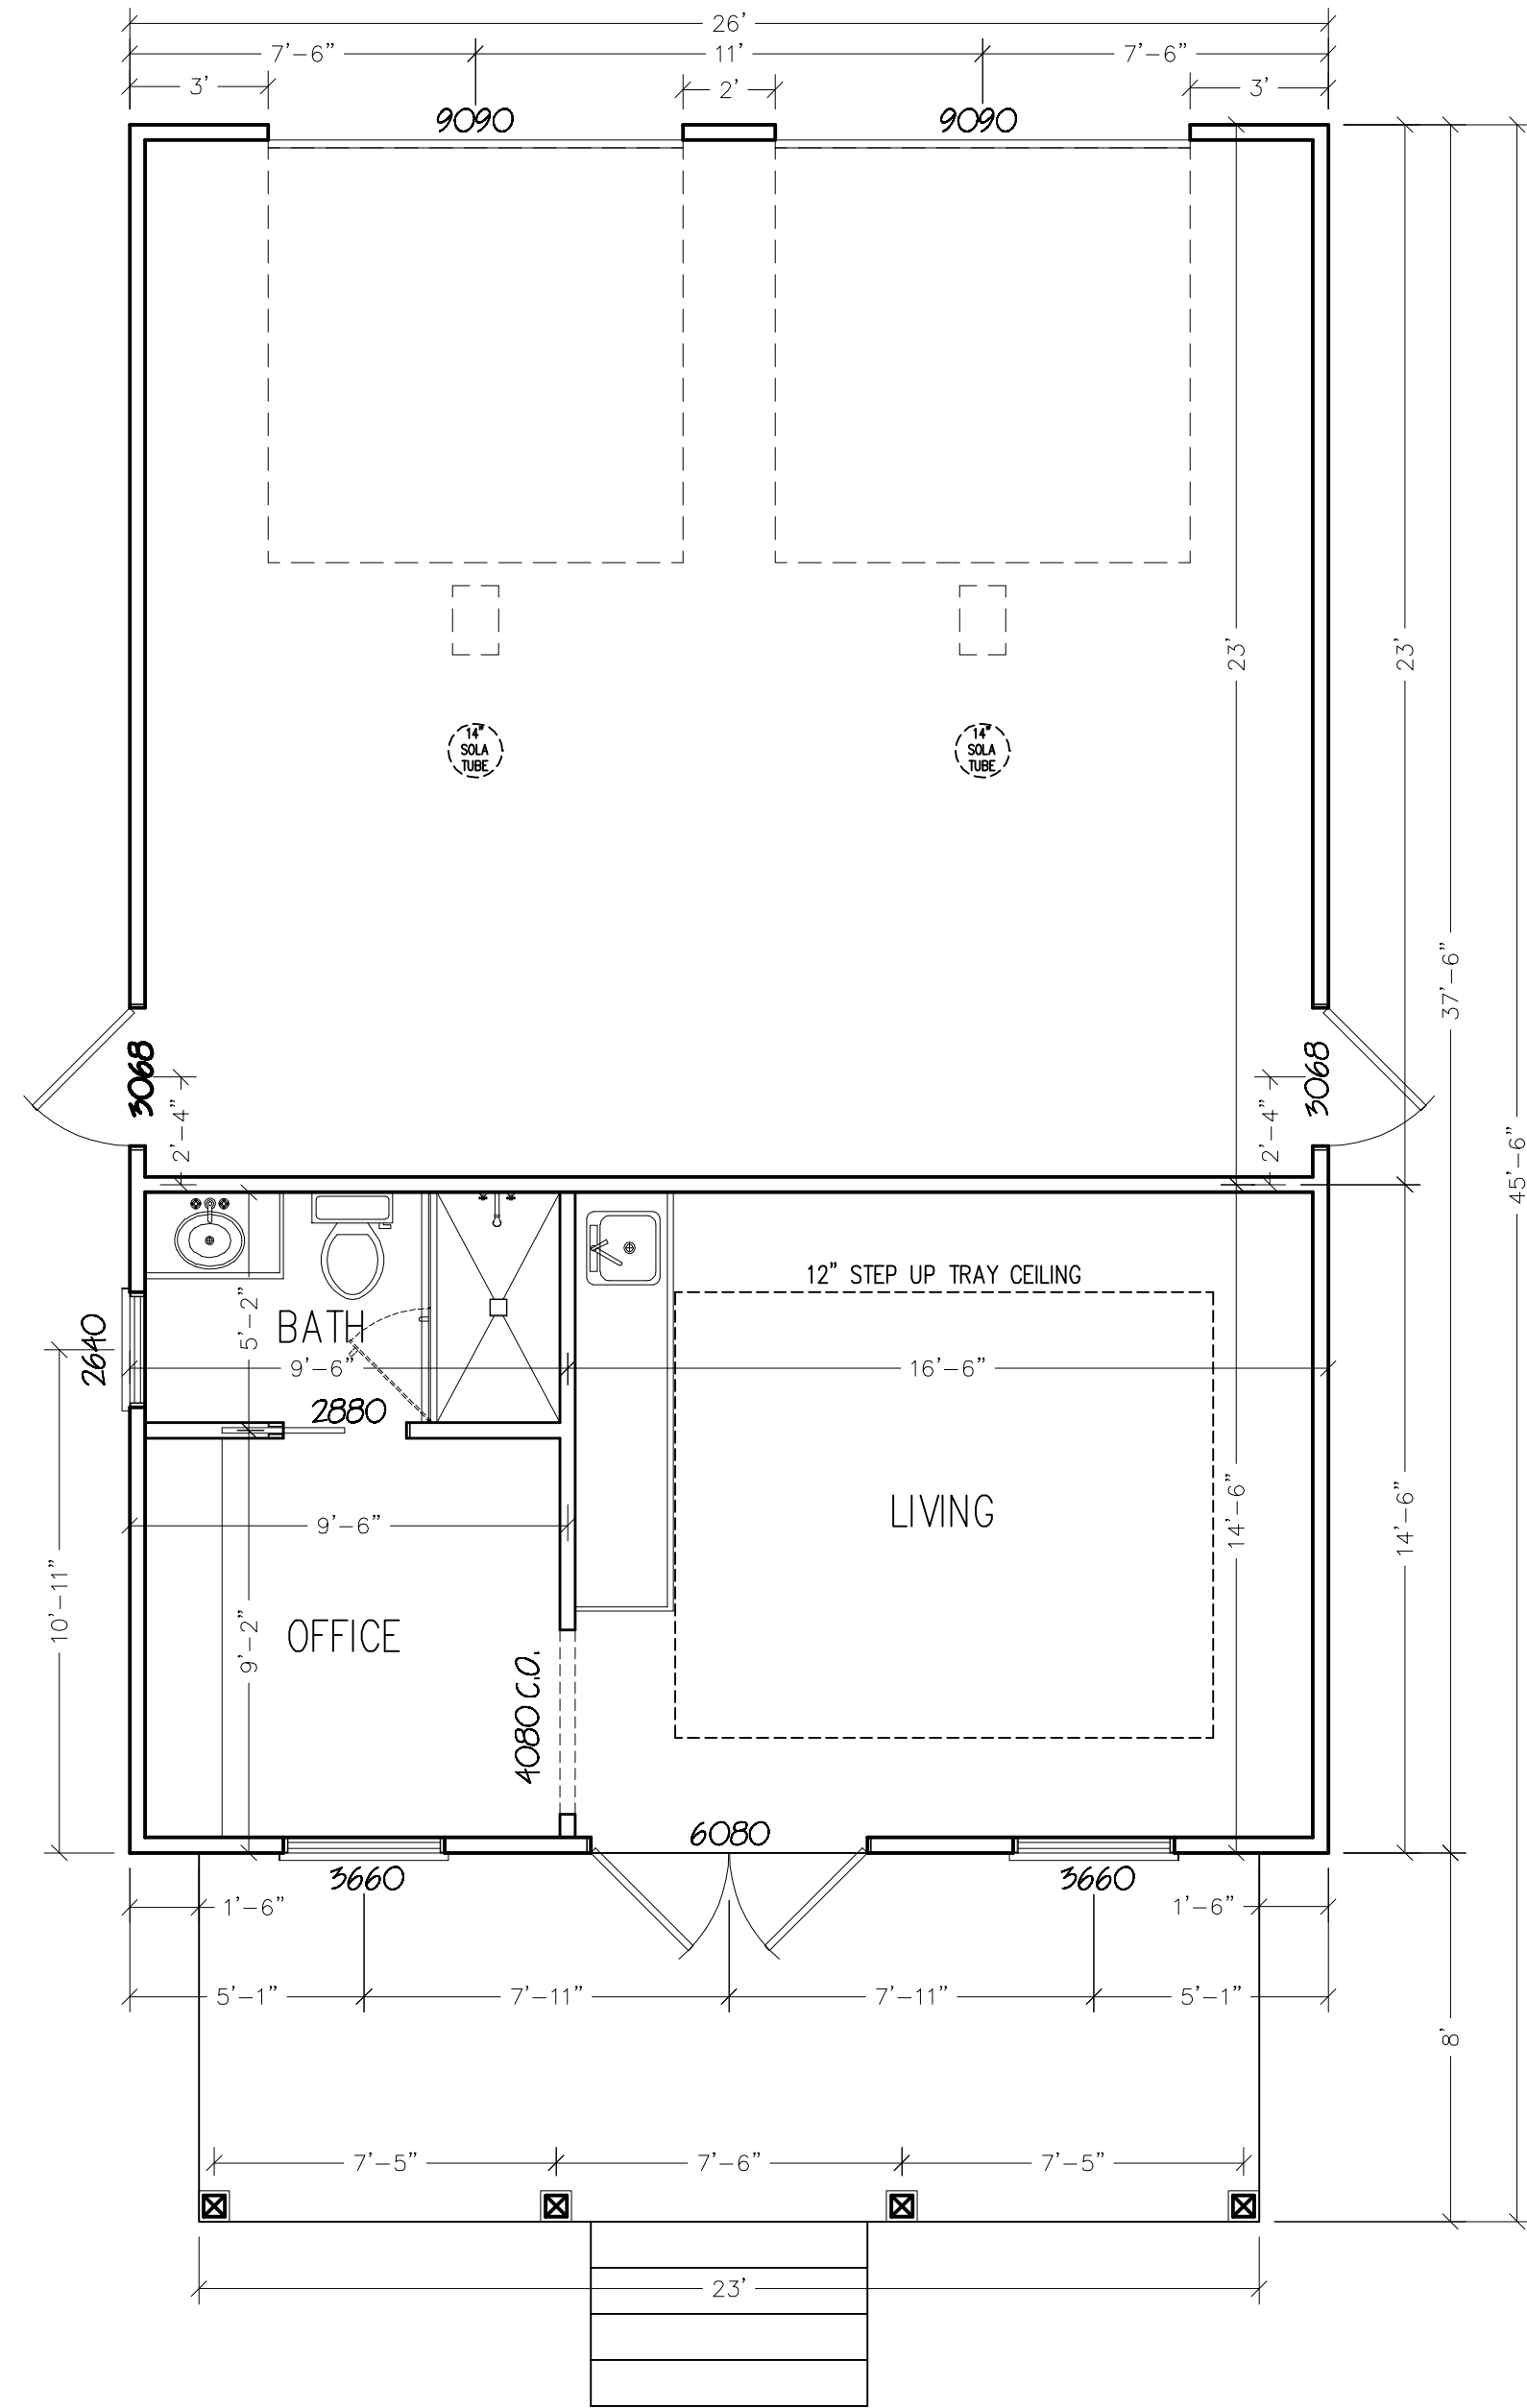 26'
7'-6" 11' 7'-6"
3' 2' 3'
9090 9090
23'
23'
14"
SOLA
TUBE
14"
SOLA
TUBE
37'-6"
45'-6"
3068
3068
2'-4"
2'-4"
12" STEP UP TRAY CEILING
BATH
5'-2"
2640
9'-6" 16'-6"
2880
LIVING
14'-6"
14'-6"
9'-6"
10'-11"
OFFICE
9'-2"
4080 C.O.
6080
3660 3660
1'-6" 1'-6"
5'-1" 7'-11" 7'-11" 5'-1"
8'
7'-5" 7'-6" 7'-5"
23'